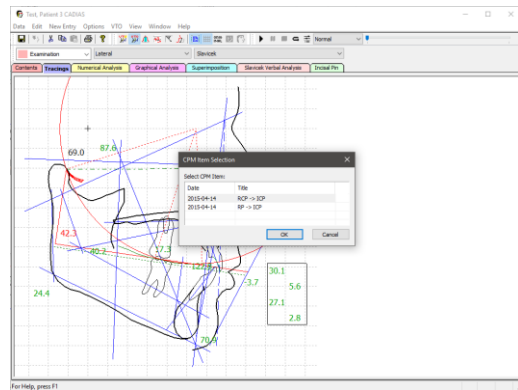 Test, Patient 3 CADIAS
Data Edit New Entry Options VTO View Window Help
Normal
Examination Lateral Slavicek
Contents Tracings Numerical Analysis Graphical Analysis Superimposition Slavicek Verbal Analysis Incisal Pin
87.6
69.0
CPM Item Selection
Select CPM Item:
Date Title
2015-04-14 RCP -> ICP
2015-04-14 RP -> ICP
OK Cancel
42.3
40.2
17.3
30.1
-3.7
5.6
24.4
27.1
2.8
For Help, press F1